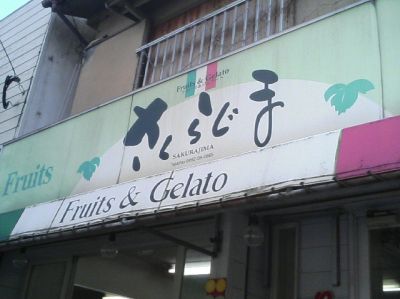 Fruits & Gelato
さくらじま
SAKURAJIMA
Fruits
Fruits & Gelato